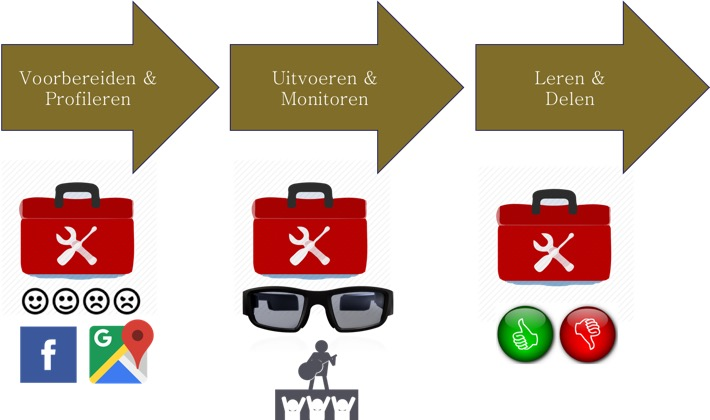 Voorbereiden &
Profileren
Uitvoeren &
Monitoren
Leren &
Delen
f
G